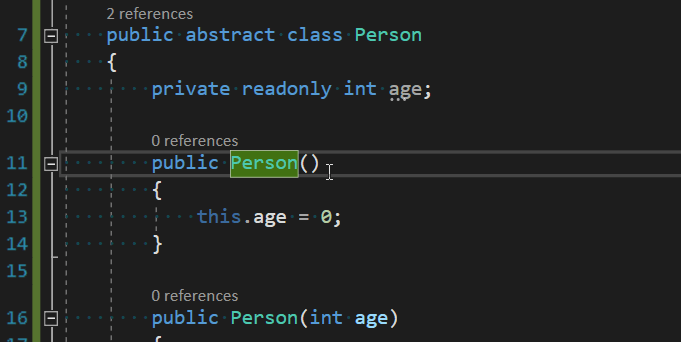 2 references
7 public abstract class Person
8 {
9 private readonly int age;
10
0 references
11 public Person()
12 {
13 this.age = 0;
14 }
15
0 references
16 public Person(int age)